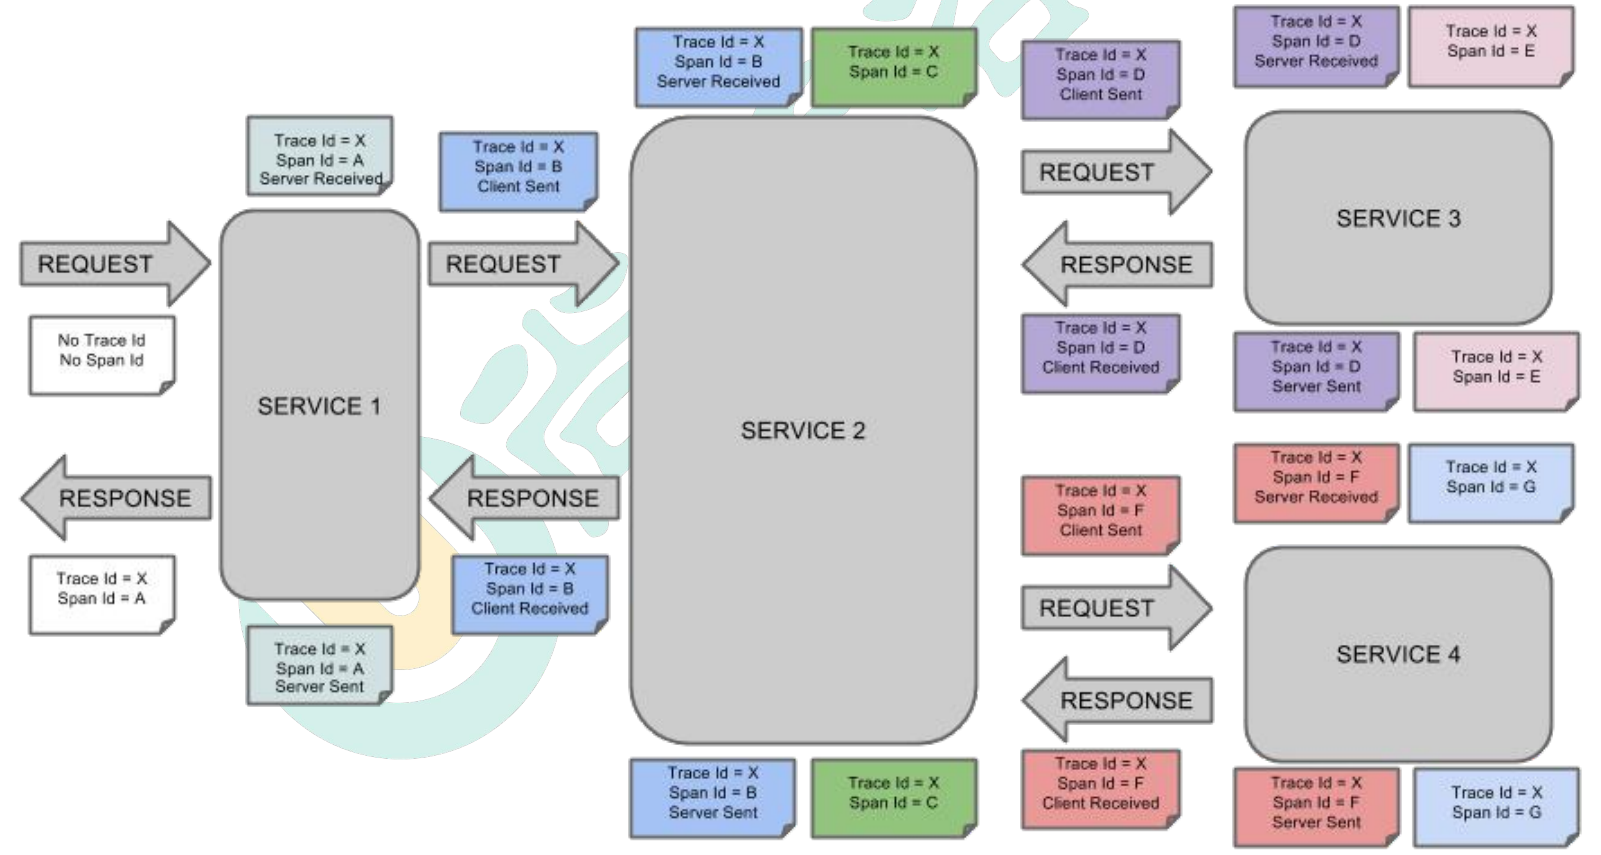 Trace Id = X
Span Id = A
Server Received
REQUEST
No Trace Id
No Span Id
SERVICE 1
RESPONSE
Trace Id = X
Span Id = A
Trace Id = X
Span Id = A
Server Sent
Trace Id = X
Span Id = B
Client Sent
REQUEST
RESPONSE
Trace Id = X
Span Id = B
Client Received
Trace Id = X
Span Id = B
Server Received
Trace Id = X
Span Id = C
SERVICE 2
Trace Id = X
Span Id = B
Server Sent
Trace Id = X
Span Id = C
Trace Id = X
Span Id = D
Client Sent
REQUEST
RESPONSE
Trace Id = X
Span Id = D
Client Received
Trace Id = X
Span Id = D
Server Received
Trace Id = X
Span Id = E
SERVICE 3
Trace Id = X
Span Id = D
Server Sent
Trace Id = X
Span Id = E
Trace Id = X
Span Id = F
Client Sent
REQUEST
RESPONSE
Trace Id = X
Span Id = F
Client Received
Trace Id = X
Span Id = F
Server Received
Trace Id = X
Span Id = G
SERVICE 4
Trace Id = X
Span Id = F
Server Sent
Trace Id = X
Span Id = G